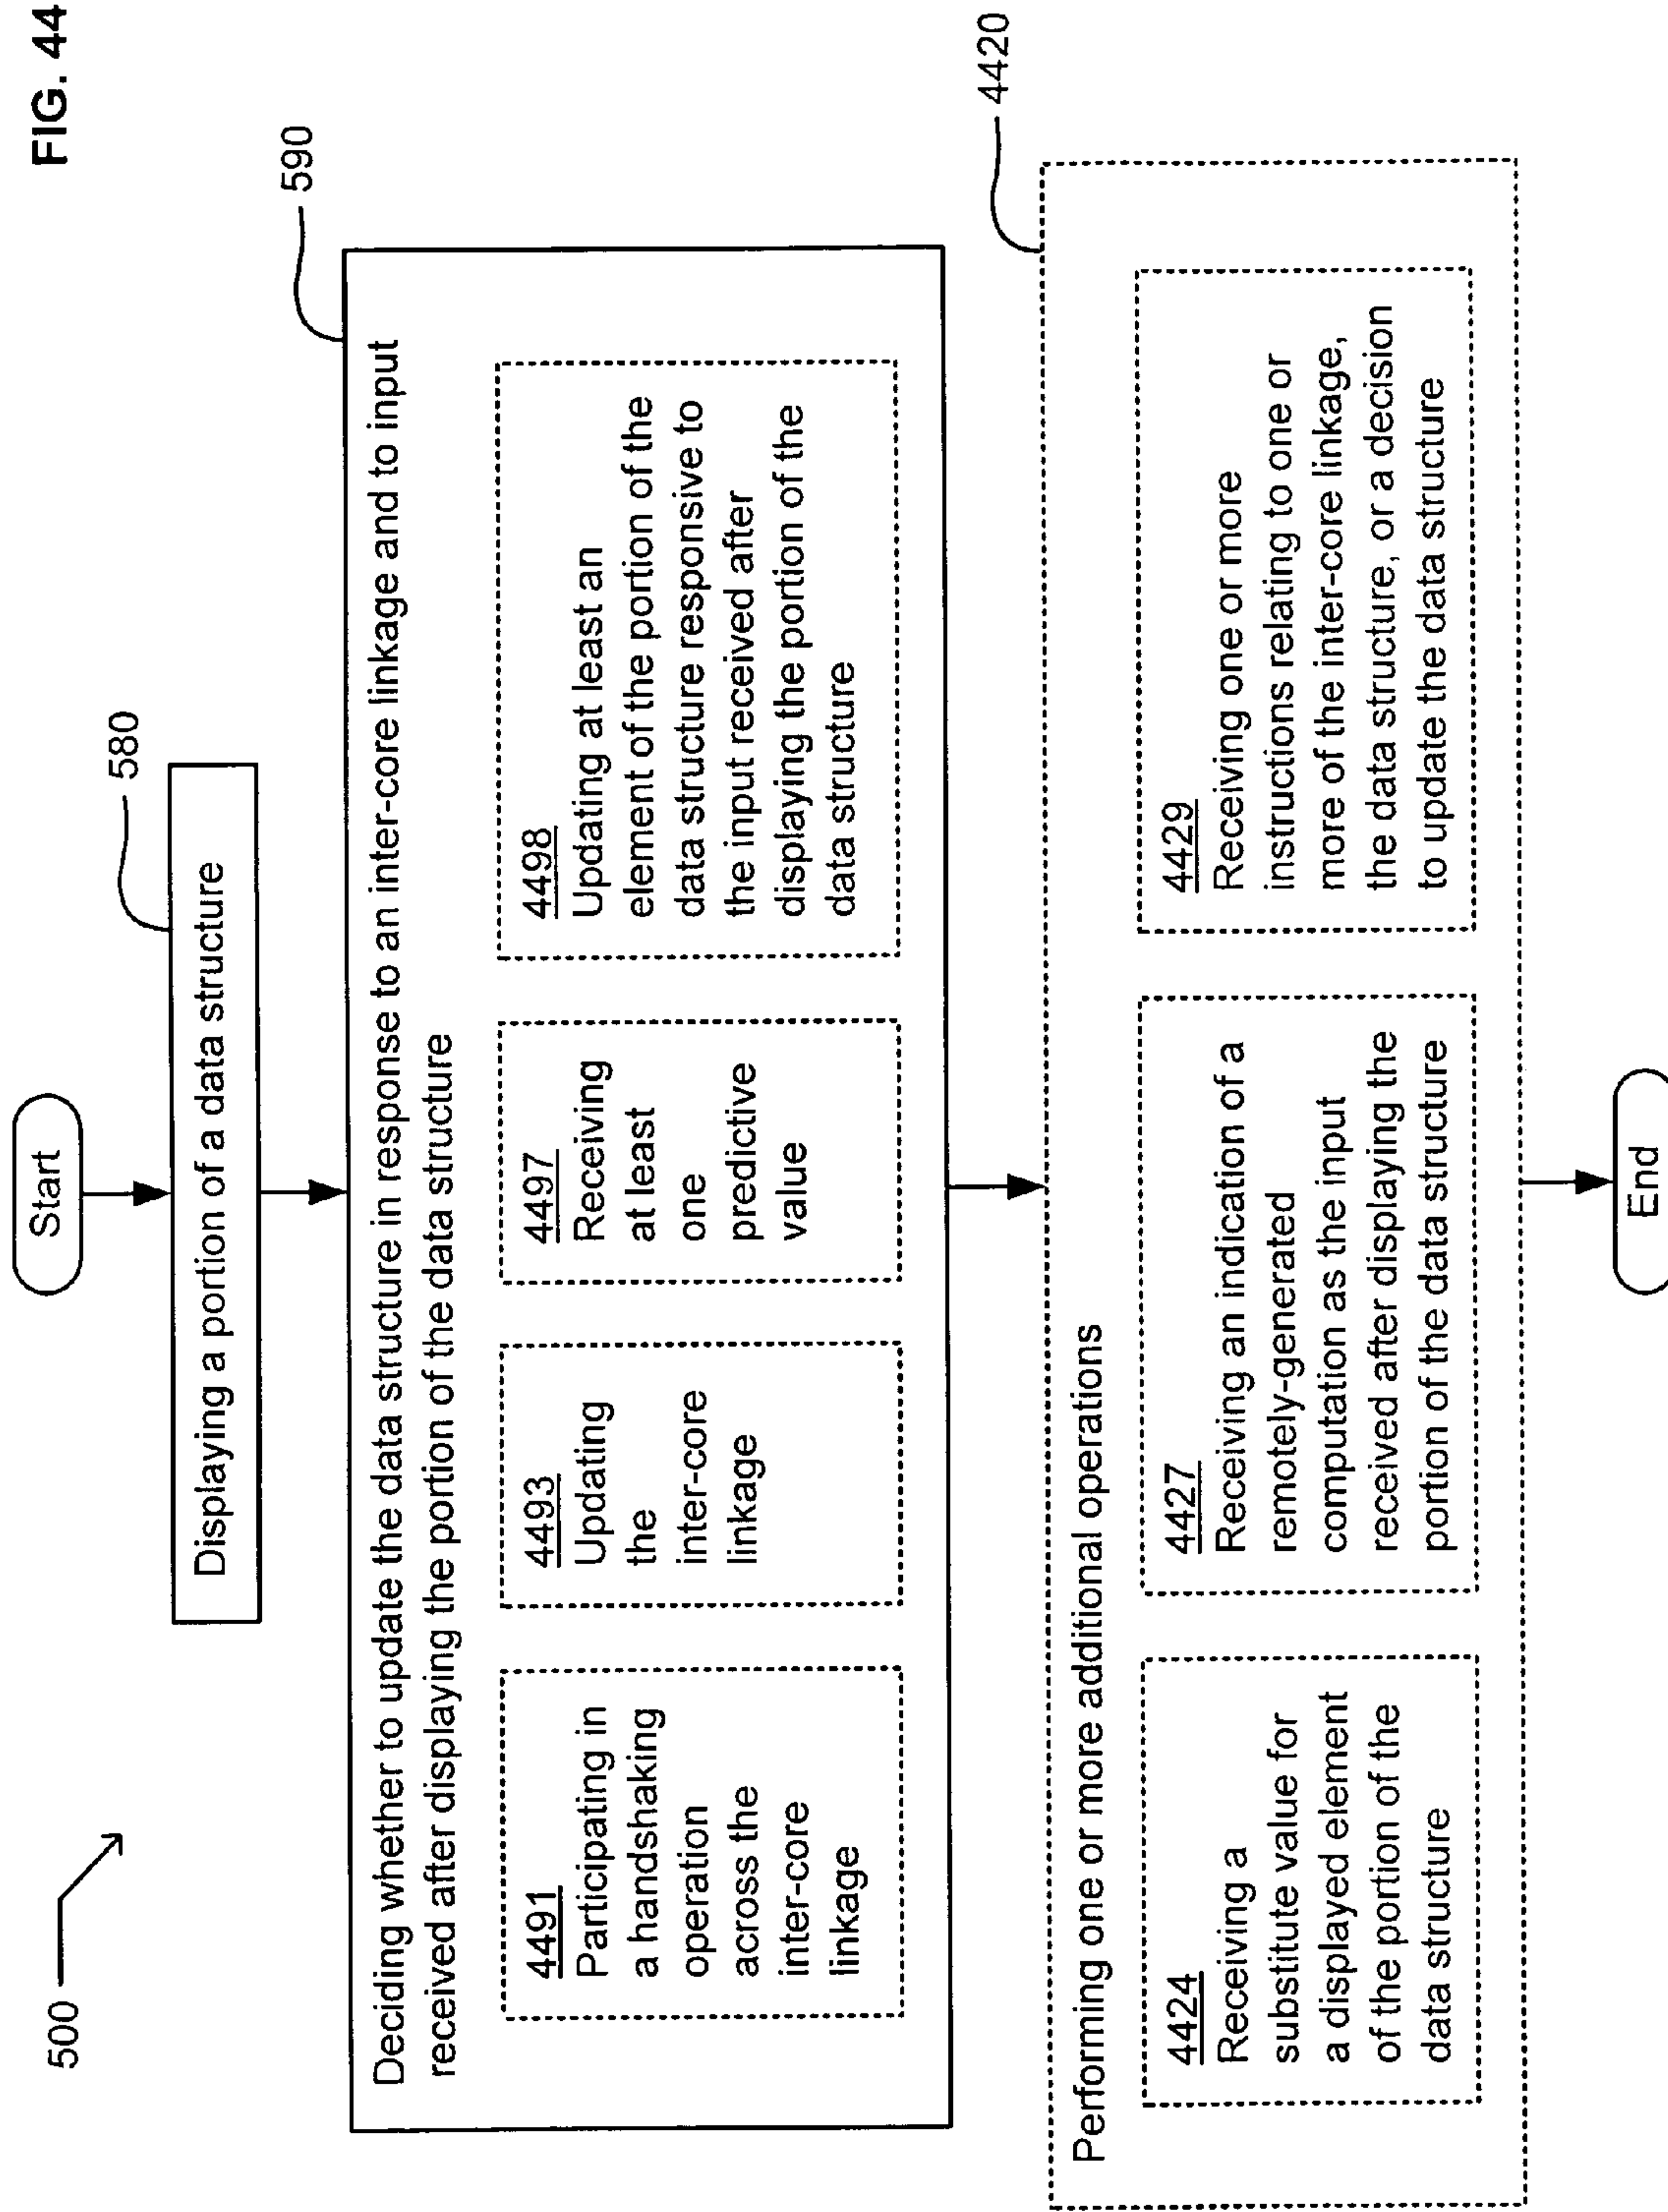 FIG. 44
500
Start
580
Displaying a portion of a data structure
590
Deciding whether to update the data structure in response to an inter-core linkage and to input
received after displaying the portion of the data structure
4491
Participating in
a handshaking
operation
across the
inter-core
linkage
4493
Updating
the
inter-core
linkage
4497
Receiving
at least
one
predictive
value
4498
Updating at least an
element of the portion of the
data structure responsive to
the input received after
displaying the portion of the
data structure
4420
Performing one or more additional operations
4424
Receiving a
substitute value for
a displayed element
of the portion of the
data structure
4427
Receiving an indication of a
remotely-generated
computation as the input
received after displaying the
portion of the data structure
4429
Receiving one or more
instructions relating to one or
more of the inter-core linkage,
the data structure, or a decision
to update the data structure
End